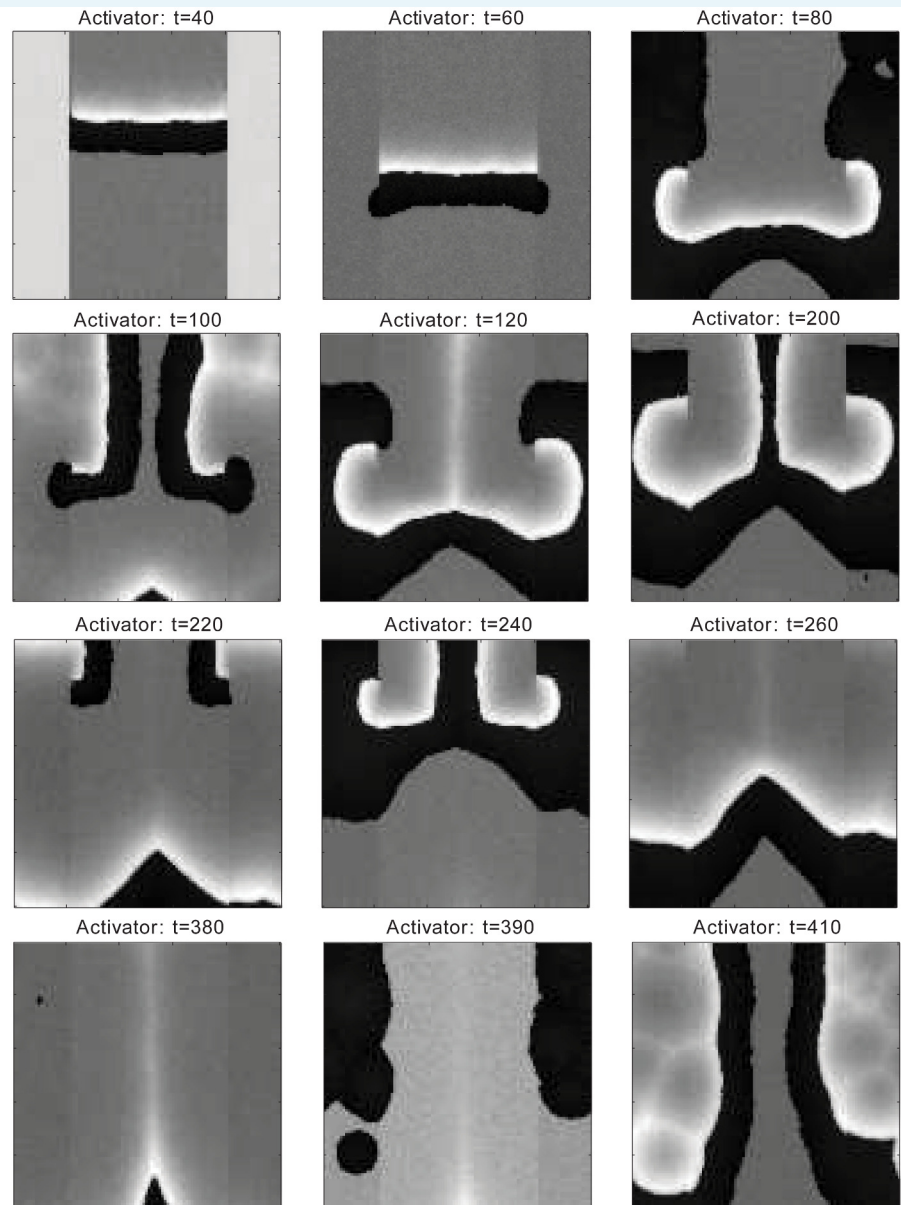 Activator: t=40
Activator: t=60
Activator: t=80
Activator: t=100
Activator: t=120
Activator: t=200
Activator: t=220
Activator: t=240
Activator: t=260
Activator: t=380
Activator: t=390
Activator: t=410